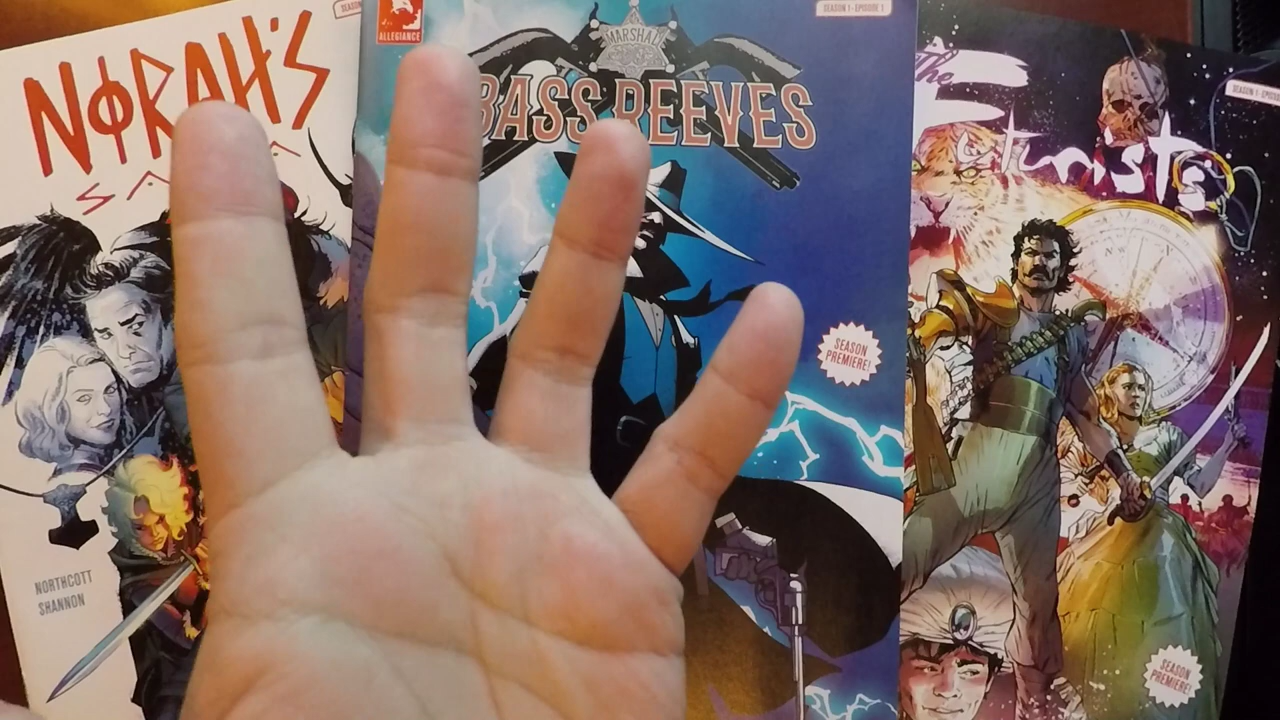 NORAH'S
SEASON
NORTHCOTT
SHANNON
ALLEGIANCE
SEASON 1 - EPISODE 1
MARSHAL
BASS REEVES
SEASON
PREMIERE!
the
SEASON 1 -
N
SEASON
PREMIERE!